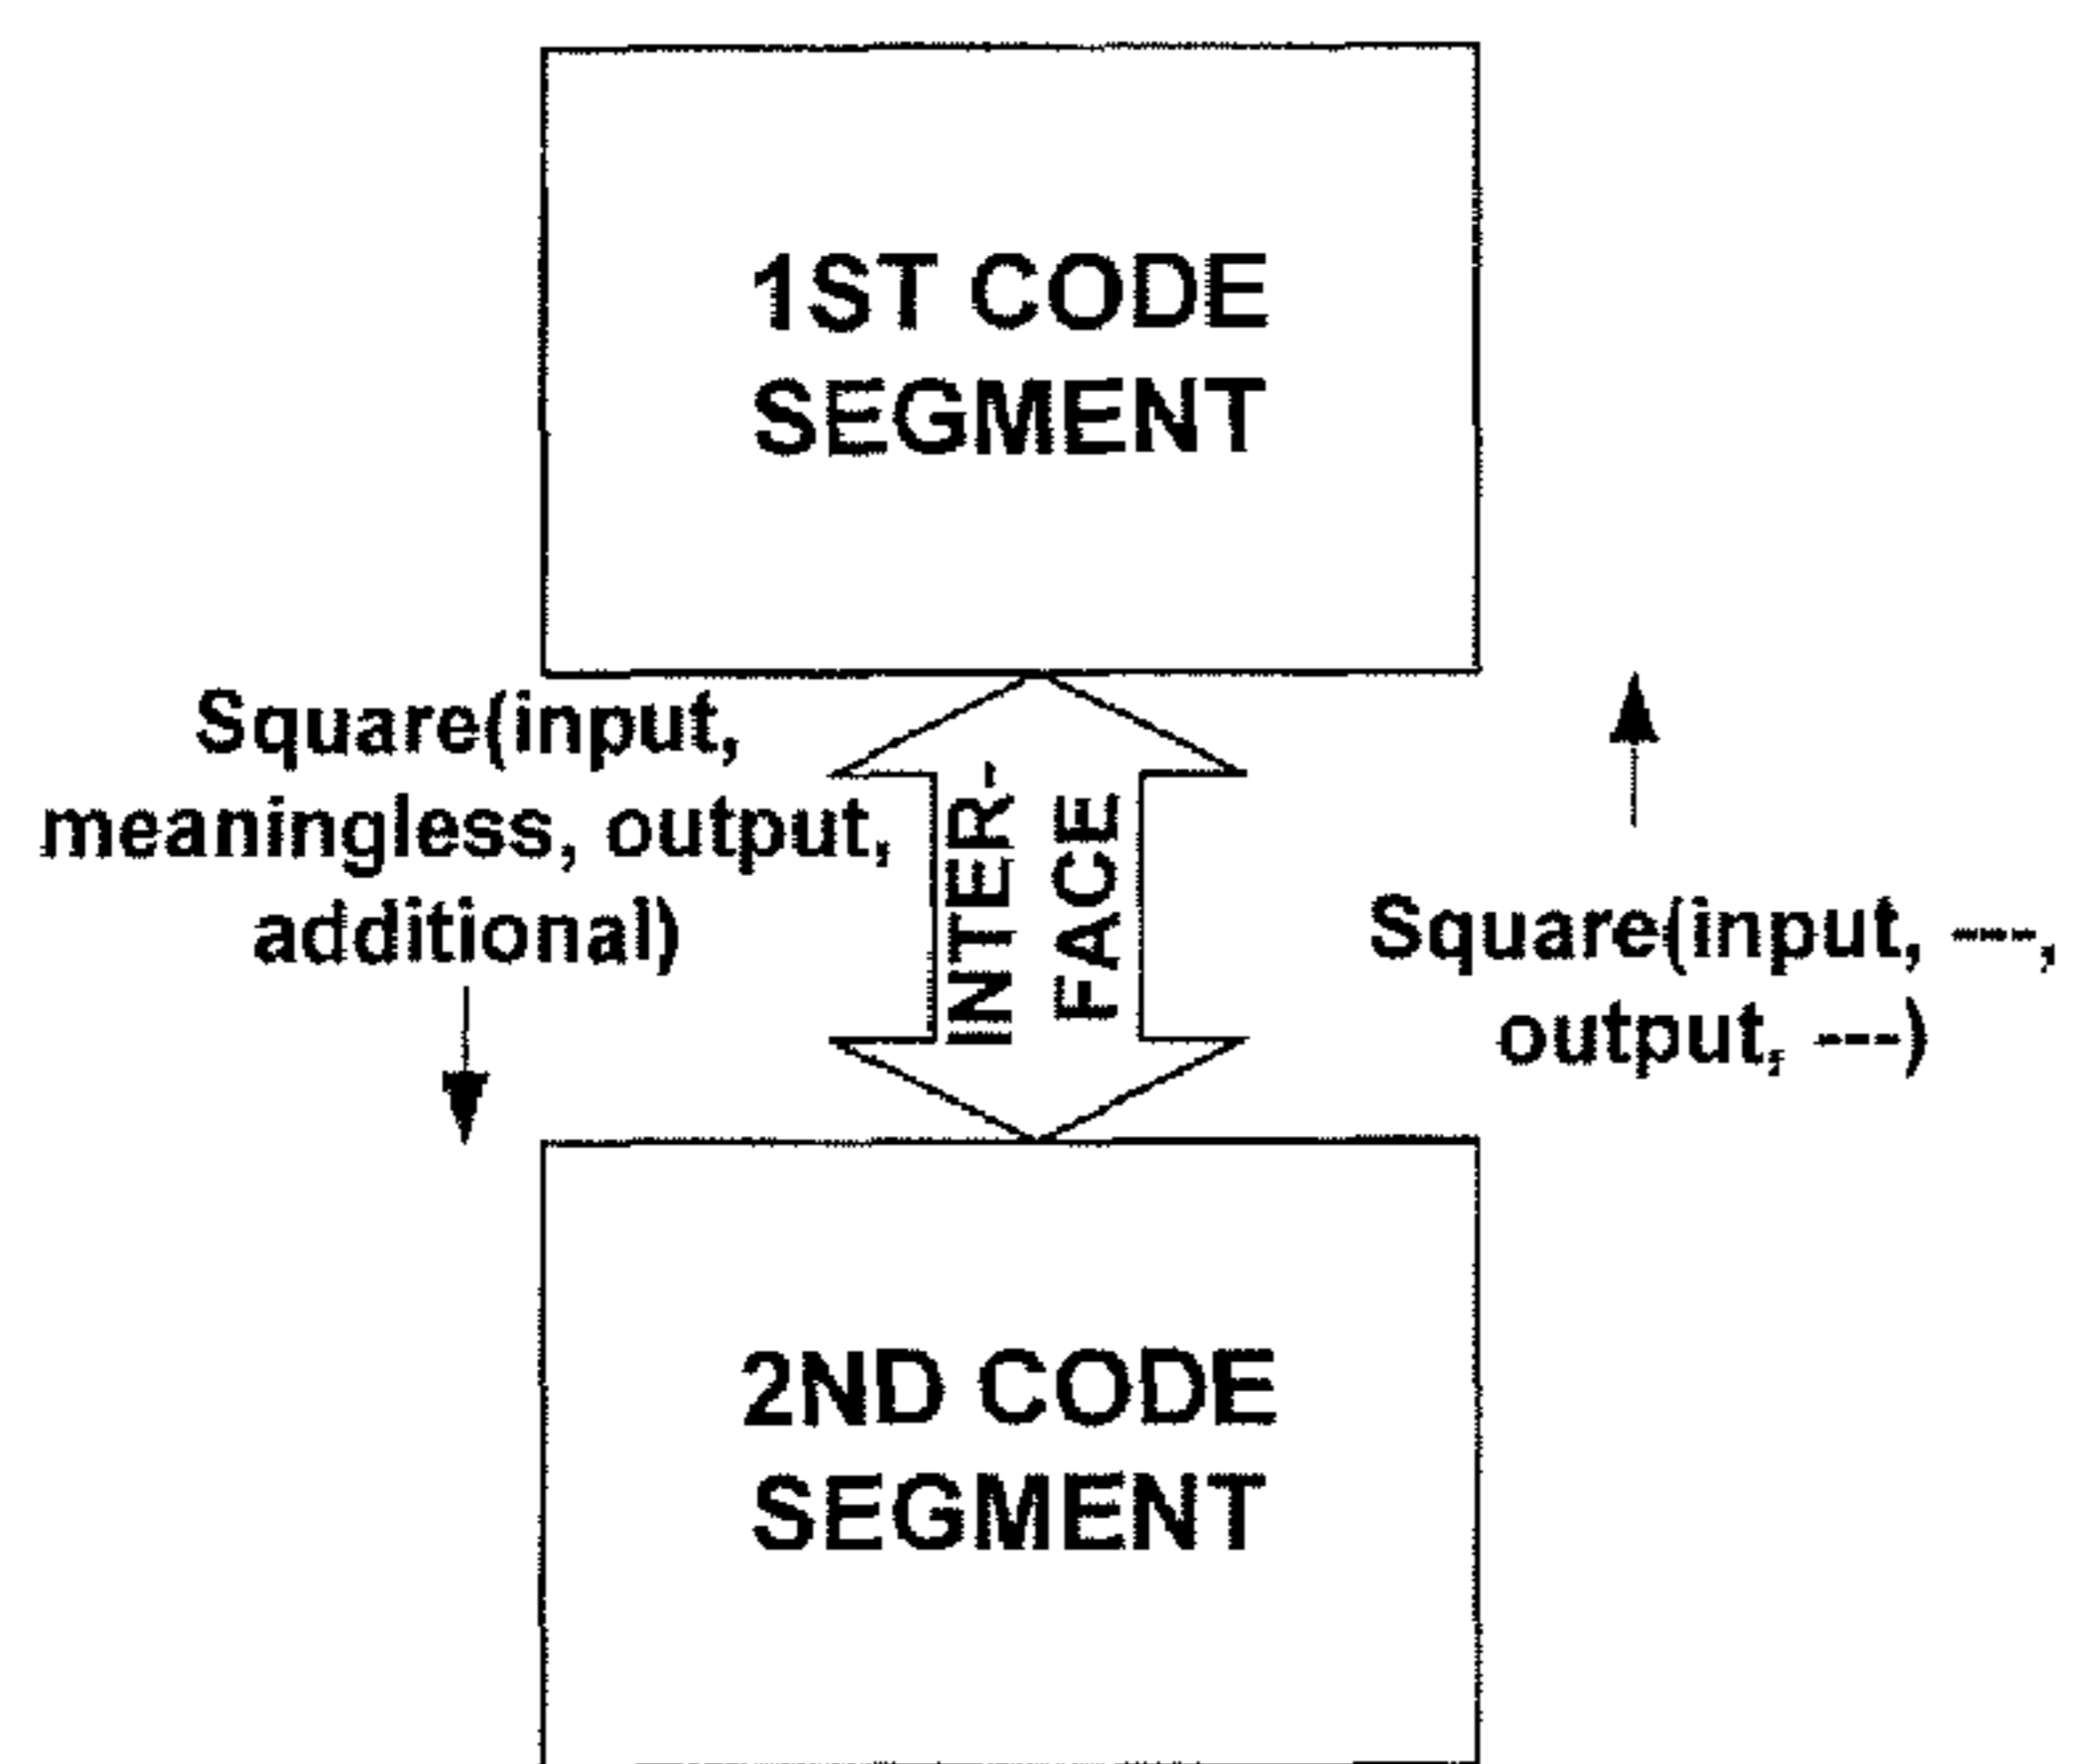 1ST CODE
SEGMENT
Square(input,
meaningless, output,
additional)
INTER-
FACE
Square(input, ---,
output, ---)
2ND CODE
SEGMENT